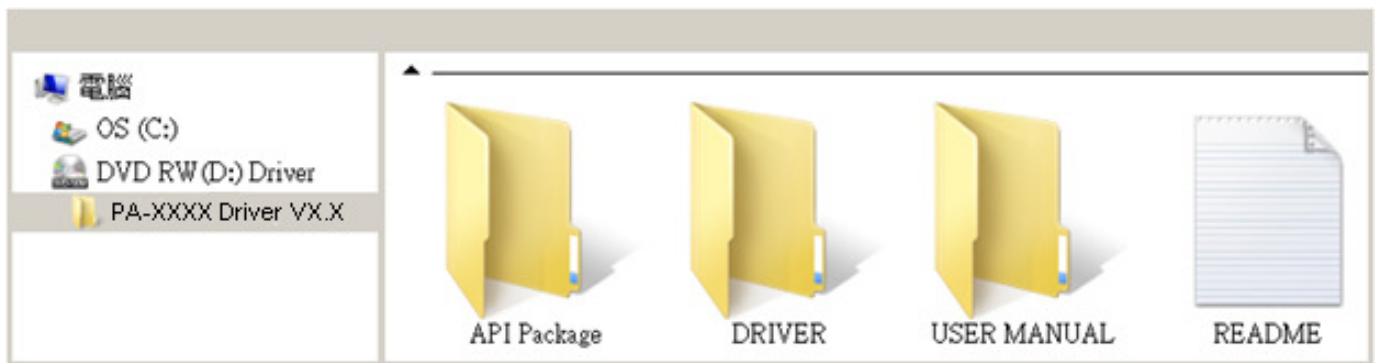 電腦
OS (C:)
DVD RW (D:) Driver
PA-XXXX Driver VX.X
API Package
DRIVER
USER MANUAL
README